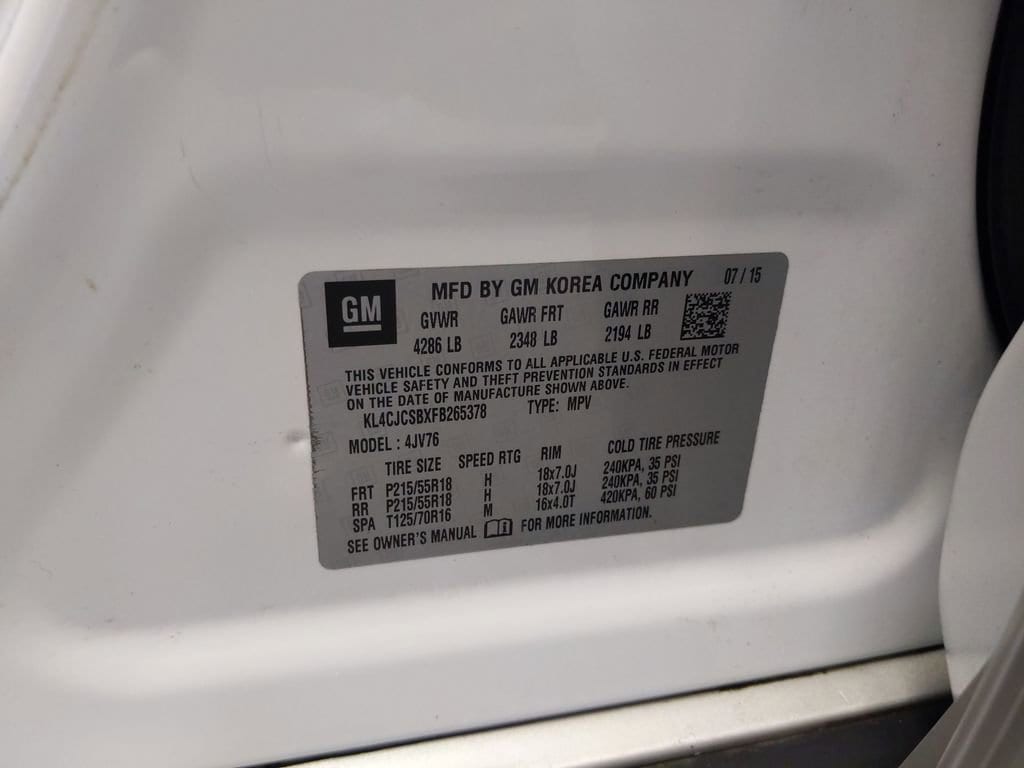 GM
MFD BY GM KOREA COMPANY 07 / 15
GVWR GAWR FRT GAWR RR
4286 LB 2348 LB 2194 LB
THIS VEHICLE CONFORMS TO ALL APPLICABLE U.S. FEDERAL MOTOR
VEHICLE SAFETY AND THEFT PREVENTION STANDARDS IN EFFECT
ON THE DATE OF MANUFACTURE SHOWN ABOVE.
KL4CJCSBXFB265378 TYPE: MPV
MODEL : 4JV76
TIRE SIZE SPEED RTG RIM COLD TIRE PRESSURE
FRT P215/55R18 H 18x7.0J 240KPA, 35 PSI
RR P215/55R18 H 18x7.0J 240KPA, 35 PSI
SPA T125/70R16 M 16x4.0T 420KPA, 60 PSI
SEE OWNER'S MANUAL FOR MORE INFORMATION.